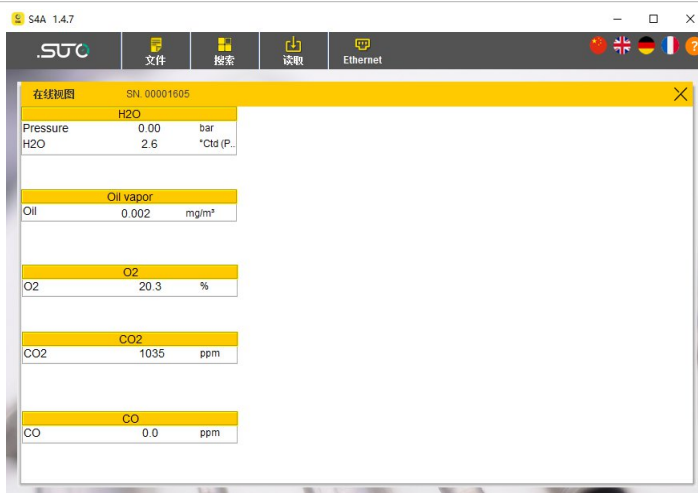 S4A 1.4.7
.SUTO 文件 搜索 读取 Ethernet ?
在线视图 SN. 00001605
H2O
Pressure 0.00 bar
H2O 2.6 °Ctd (P..
Oil vapor
Oil 0.002 mg/m³
O2
O2 20.3 %
CO2
CO2 1035 ppm
CO
CO 0.0 ppm